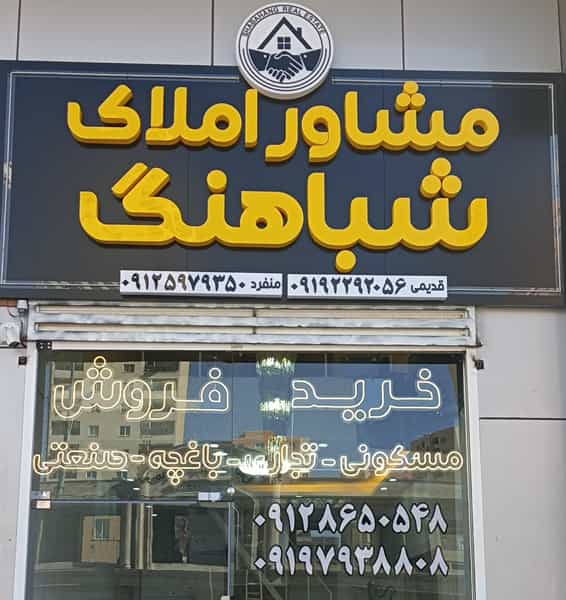 SHABAHANG REAL ESTATE
مشاور املاک
شباهنگ
قدیمی ۰۹۱۹۲۲۹۲۰۵۶ منفرد ۰۹۱۲۵۹۷۹۳۵۰
خرید فروش
مسکونی - تجاری - باغچه - صنعتی
۰۹۱۲۸۶۵۰۵۴۸
۰۹۱۹۷۹۳۸۸۰۸